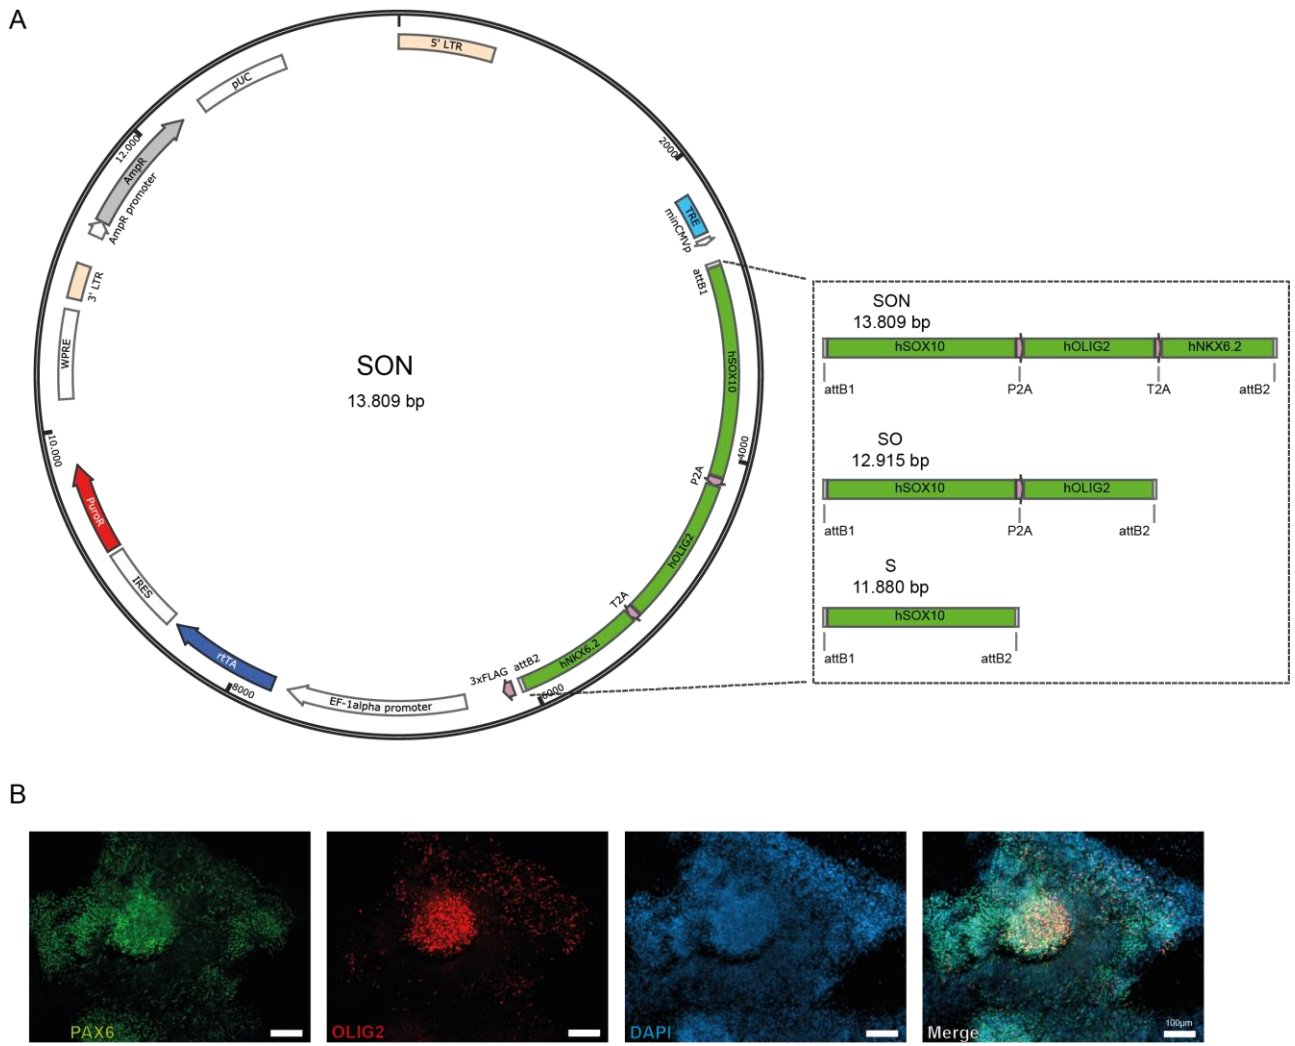 A
5' LTR
pUC
2000
12.000
AmpR
AmpR promoter
TRE
minCMVp
attB1
3' LTR
WPRE
SON
13.809 bp
hSOX10
4000
P2A
10.000
hOLIG2
PuroR
IRES
T2A
hNKX6.2
attB2
3xFLAG
6000
rtTA
8000
EF-1alpha promoter
SON
13.809 bp
hSOX10 hOLIG2 hNKX6.2
attB1 P2A T2A attB2
SO
12.915 bp
hSOX10 hOLIG2
attB1 P2A attB2
S
11.880 bp
hSOX10
attB1 attB2
B
PAX6 OLIG2 DAPI Merge 100µm